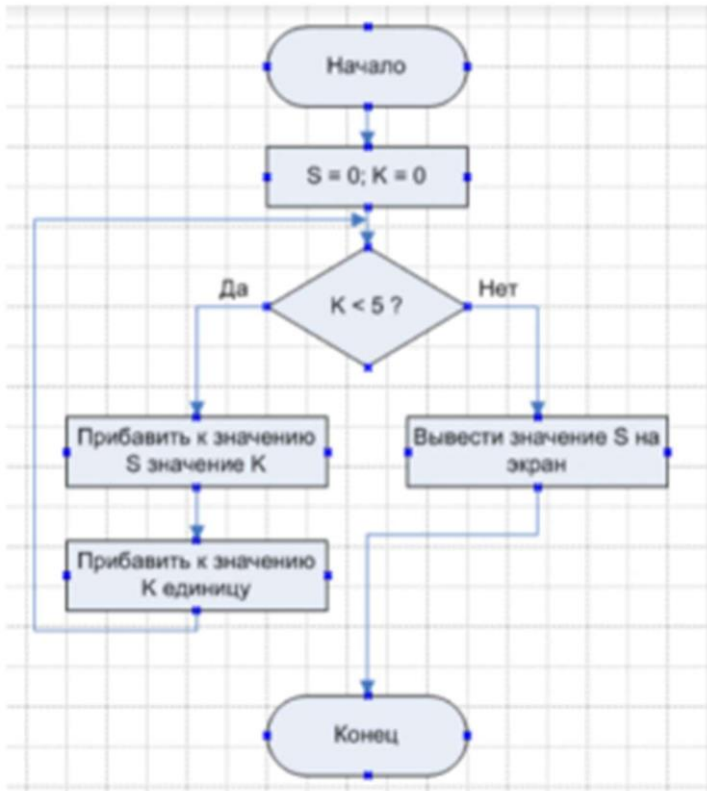 Начало
S = 0; K = 0
Да
Нет
K < 5 ?
Прибавить к значению
S значение K
Вывести значение S на
экран
Прибавить к значению
K единицу
Конец